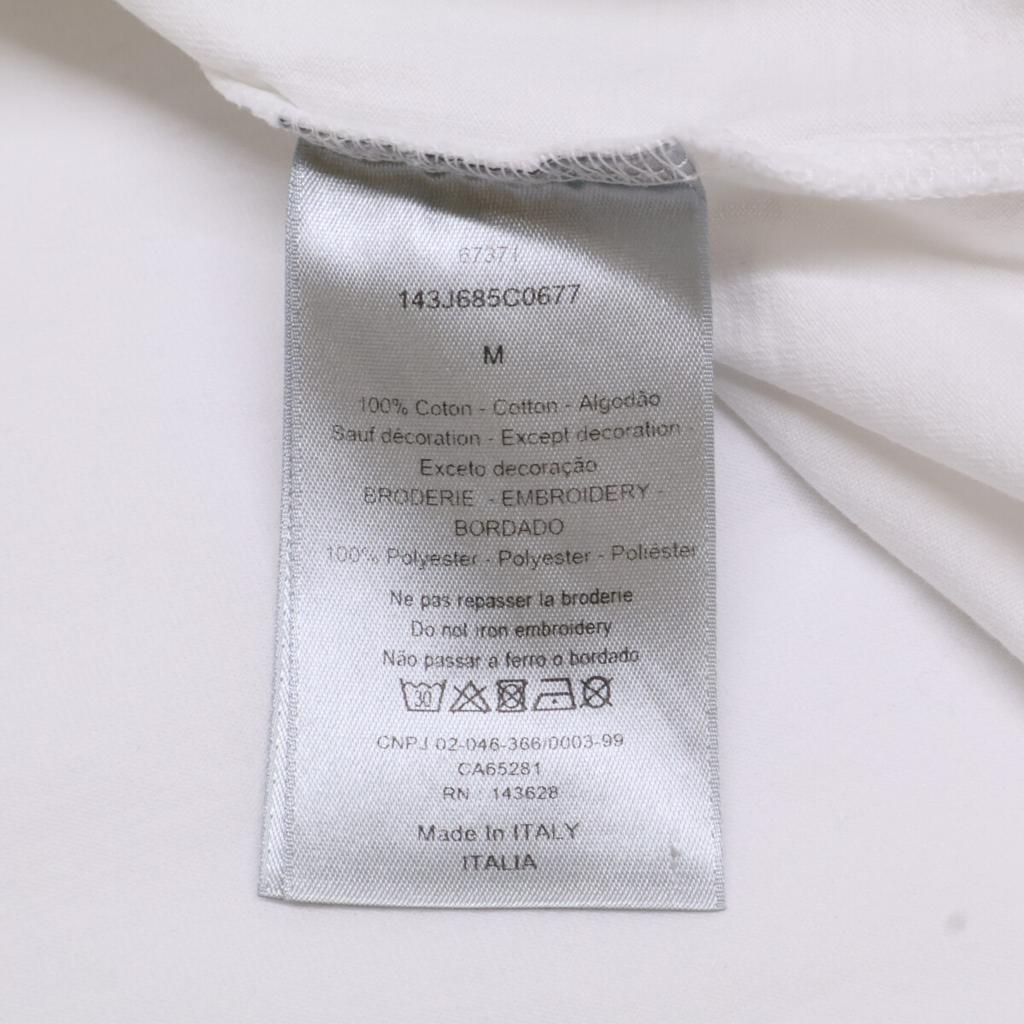 67371
143J685C0677
M
100% Coton - Cotton - Algodão
Sauf décoration - Except decoration -
Exceto decoração
BRODERIE - EMBROIDERY -
BORDADO
100% Polyester - Polyester - Poliéster
Ne pas repasser la broderie
Do not iron embroidery
Não passar a ferro o bordado
30
CNPJ 02-046-366/0003-99
CA65281
RN : 143628
Made In ITALY
ITALIA